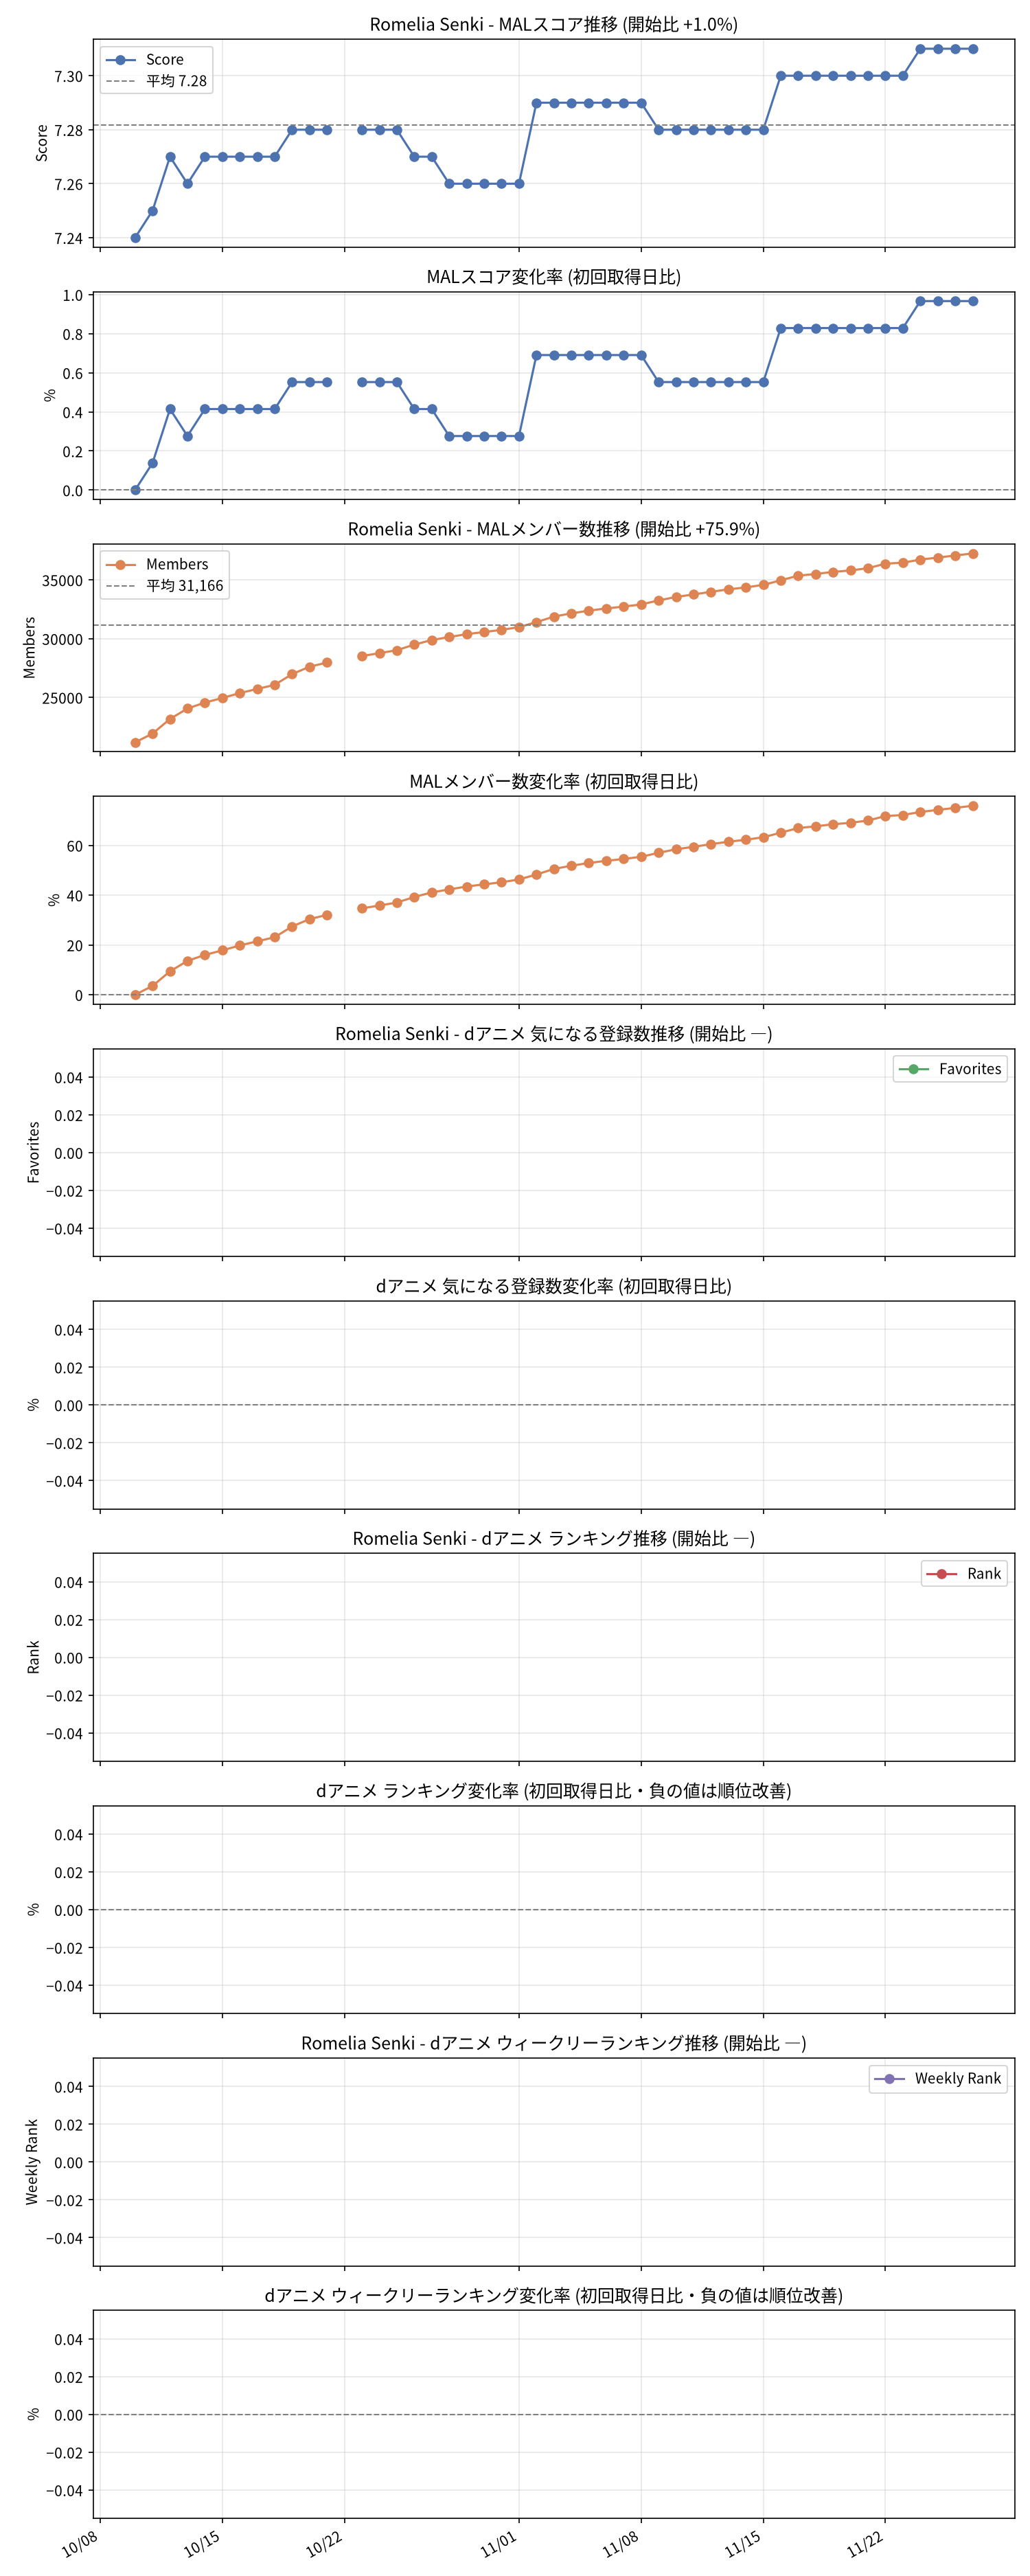 Romelia Senki - MALスコア推移 (開始比 +1.0%)
Score
平均 7.28
7.30
7.28
7.26
7.24
Score
MALスコア変化率 (初回取得日比)
1.0
0.8
0.6
0.4
0.2
0.0
%
Romelia Senki - MALメンバー数推移 (開始比 +75.9%)
Members
平均 31,166
35000
30000
25000
Members
MALメンバー数変化率 (初回取得日比)
60
40
20
0
%
Romelia Senki - dアニメ 気になる登録数推移 (開始比 —)
Favorites
0.04
0.02
0.00
−0.02
−0.04
Favorites
dアニメ 気になる登録数変化率 (初回取得日比)
0.04
0.02
0.00
−0.02
−0.04
%
Romelia Senki - dアニメ ランキング推移 (開始比 —)
Rank
0.04
0.02
0.00
−0.02
−0.04
Rank
dアニメ ランキング変化率 (初回取得日比・負の値は順位改善)
0.04
0.02
0.00
−0.02
−0.04
%
Romelia Senki - dアニメ ウィークリーランキング推移 (開始比 —)
Weekly Rank
0.04
0.02
0.00
−0.02
−0.04
Weekly Rank
dアニメ ウィークリーランキング変化率 (初回取得日比・負の値は順位改善)
0.04
0.02
0.00
−0.02
−0.04
%
10/08 10/15 10/22 11/01 11/08 11/15 11/22